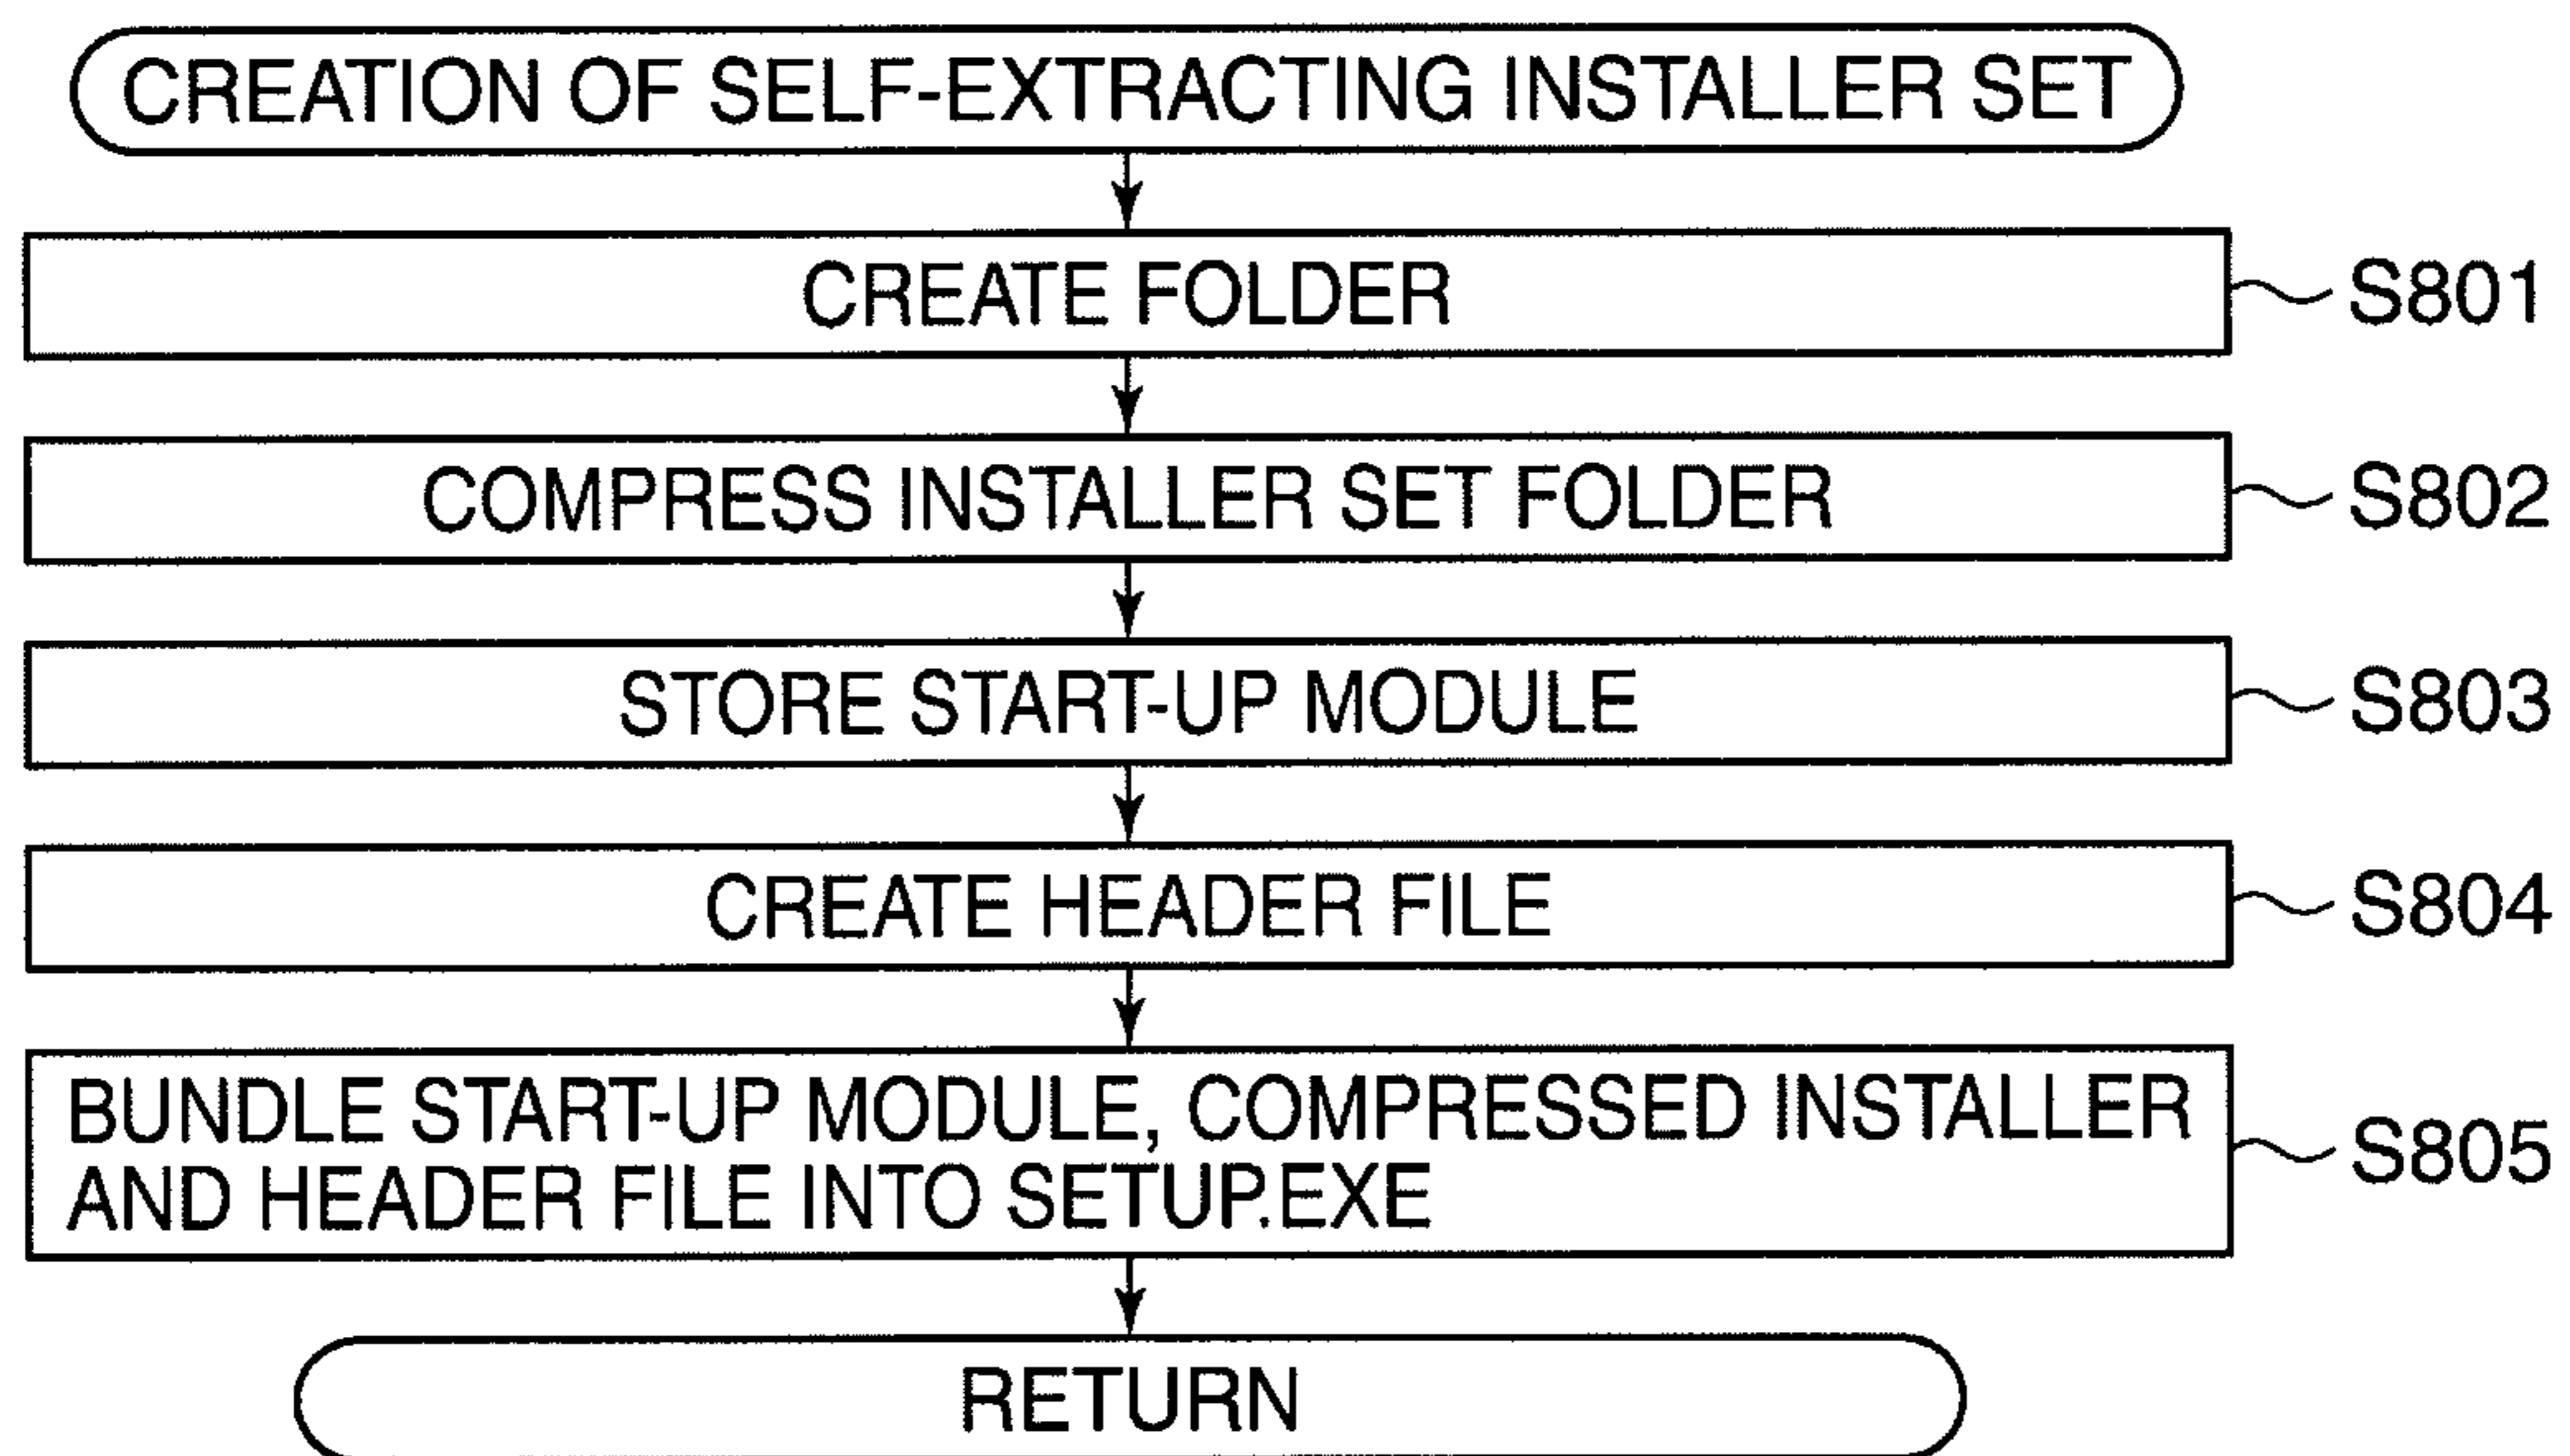 CREATION OF SELF-EXTRACTING INSTALLER SET
CREATE FOLDER
S801
COMPRESS INSTALLER SET FOLDER
S802
STORE START-UP MODULE
S803
CREATE HEADER FILE
S804
BUNDLE START-UP MODULE, COMPRESSED INSTALLER
AND HEADER FILE INTO SETUP.EXE
S805
RETURN